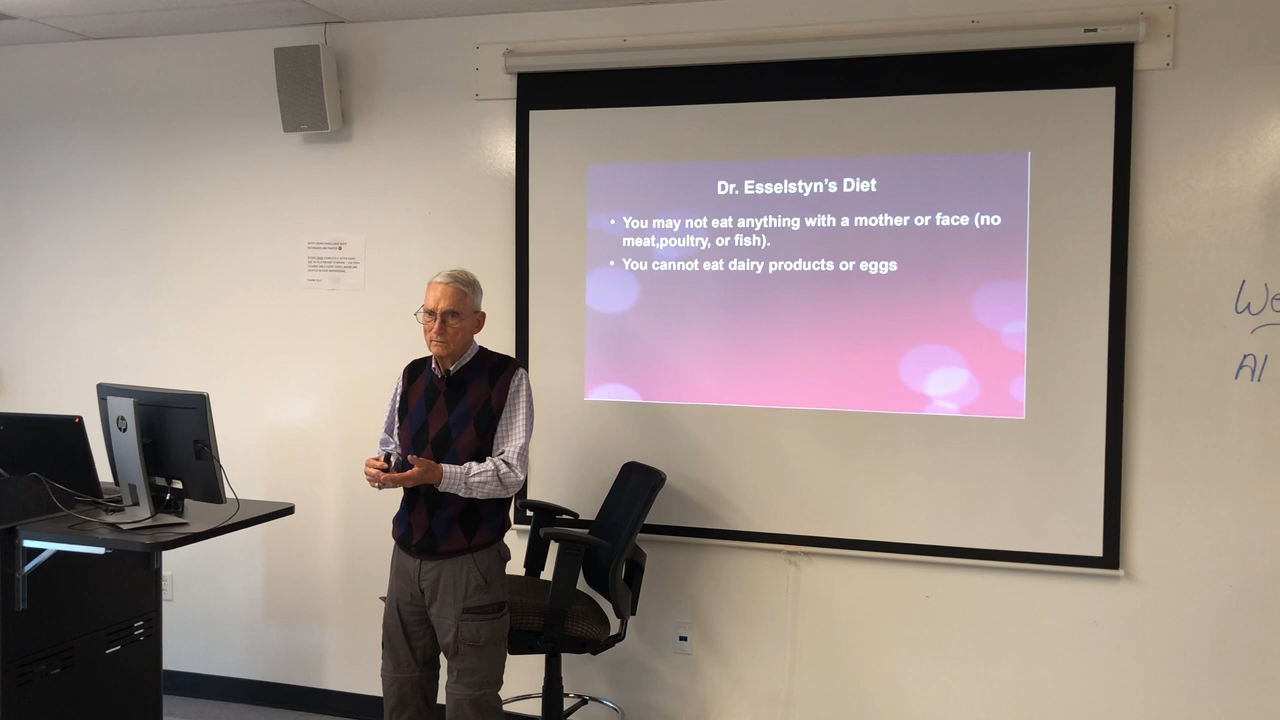 Dr. Esselstyn's Diet
• You may not eat anything with a mother or face (no
meat,poultry, or fish).
• You cannot eat dairy products or eggs
We
AI
hp